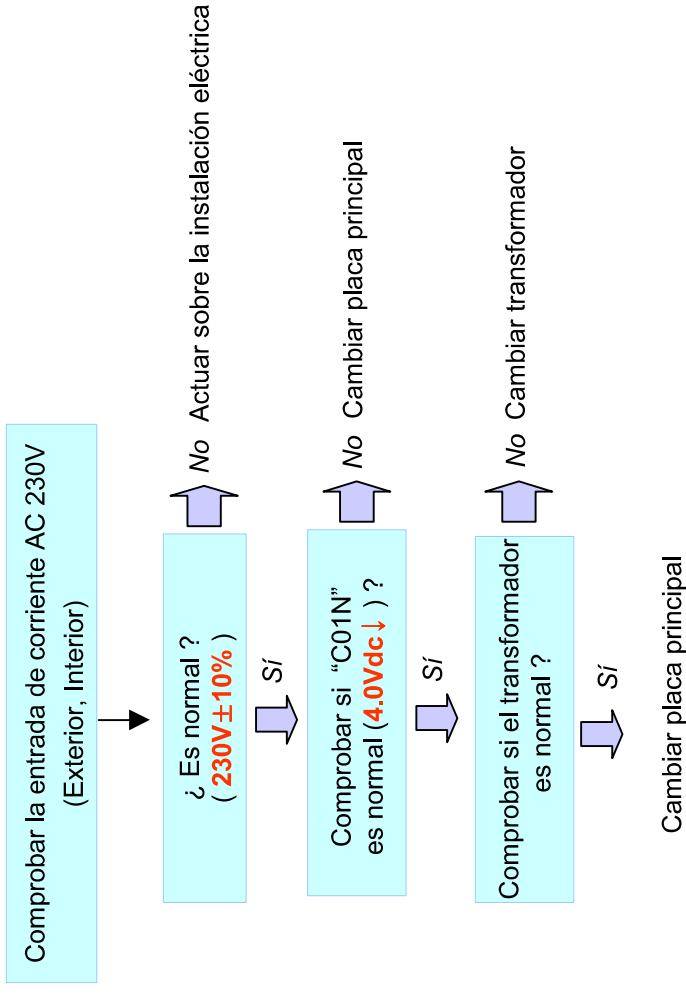 Comprobar la entrada de corriente AC 230V
(Exterior, Interior)
¿ Es normal ?
( 230V±10% )
No Actuar sobre la instalación eléctrica
Sí
Comprobar si “C01N”
es normal (4.0Vdc↓) ?
No Cambiar placa principal
Sí
Comprobar si el transformador
es normal ?
No Cambiar transformador
Sí
Cambiar placa principal